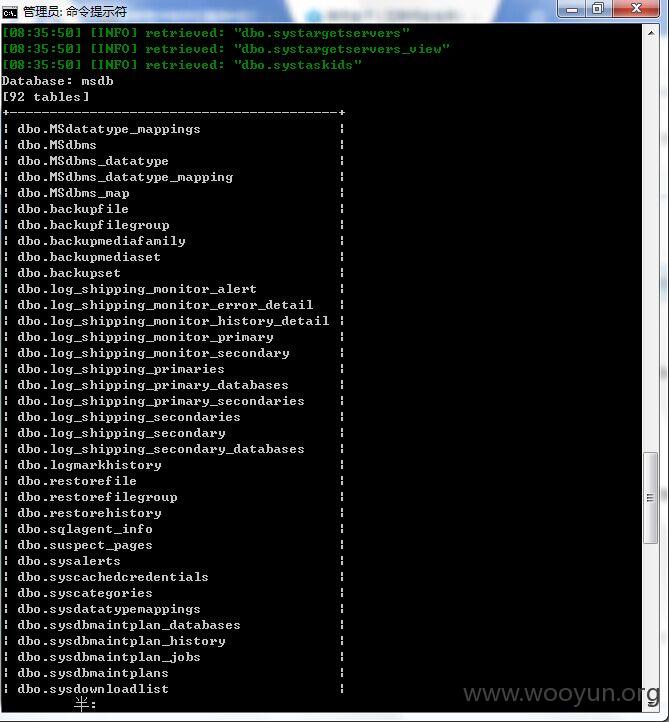 管理员: 命令提示符
[08:35:50] [INFO] retrieved: "dbo.systargetservers"
[08:35:50] [INFO] retrieved: "dbo.systargetservers_view"
[08:35:50] [INFO] retrieved: "dbo.systaskids"
Database: msdb
[92 tables]
+-----------------------------------------+
| dbo.MSdatatype_mappings |
| dbo.MSdbms |
| dbo.MSdbms_datatype |
| dbo.MSdbms_datatype_mapping |
| dbo.MSdbms_map |
| dbo.backupfile |
| dbo.backupfilegroup |
| dbo.backupmediafamily |
| dbo.backupmediaset |
| dbo.backupset |
| dbo.log_shipping_monitor_alert |
| dbo.log_shipping_monitor_error_detail |
| dbo.log_shipping_monitor_history_detail |
| dbo.log_shipping_monitor_primary |
| dbo.log_shipping_monitor_secondary |
| dbo.log_shipping_primaries |
| dbo.log_shipping_primary_databases |
| dbo.log_shipping_primary_secondaries |
| dbo.log_shipping_secondaries |
| dbo.log_shipping_secondary |
| dbo.log_shipping_secondary_databases |
| dbo.logmarkhistory |
| dbo.restorefile |
| dbo.restorefilegroup |
| dbo.restorehistory |
| dbo.sqlagent_info |
| dbo.suspect_pages |
| dbo.sysalerts |
| dbo.syscachedcredentials |
| dbo.syscategories |
| dbo.sysdatatypemappings |
| dbo.sysdbmaintplan_databases |
| dbo.sysdbmaintplan_history |
| dbo.sysdbmaintplan_jobs |
| dbo.sysdbmaintplans |
| dbo.sysdownloadlist |
半:
www.wooyun.org